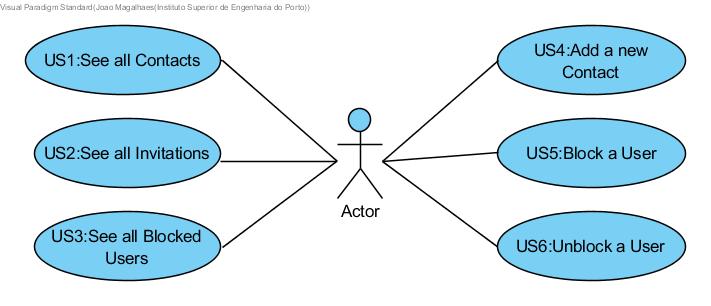 Visual Paradigm Standard(Joao Magalhaes(Instituto Superior de Engenharia do Porto))
US1:See all Contacts
US2:See all Invitations
US3:See all Blocked
Users
Actor
US4:Add a new
Contact
US5:Block a User
US6:Unblock a User